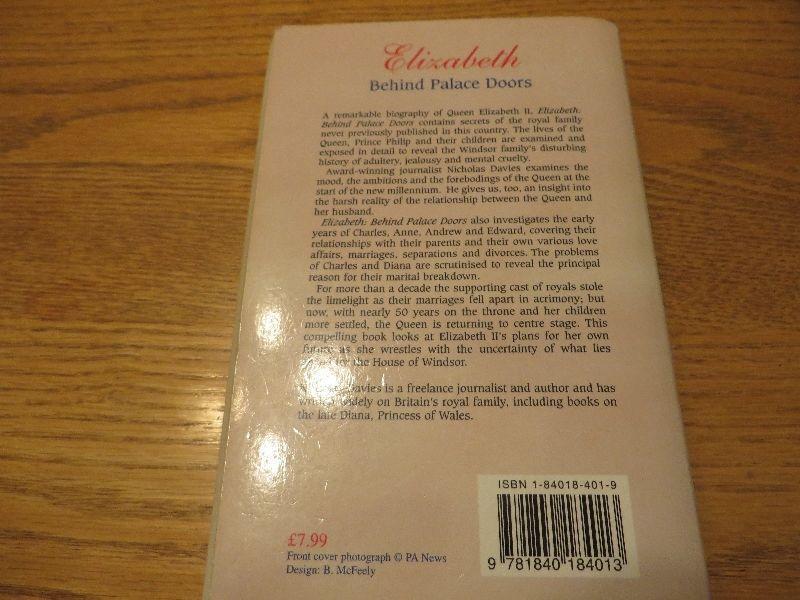 Elizabeth
Behind Palace Doors
A remarkable biography of Queen Elizabeth II, Elizabeth:
Behind Palace Doors contains secrets of the royal family
never previously published in this country. The lives of the
Queen, Prince Philip and their children are examined and
exposed in detail to reveal the Windsor family's disturbing
history of adultery, jealousy and mental cruelty.
Award-winning journalist Nicholas Davies examines the
mood, the ambitions and the forebodings of the Queen at the
start of the new millennium. He gives us, too, an insight into
the harsh reality of the relationship between the Queen and
her husband.
Elizabeth: Behind Palace Doors also investigates the early
years of Charles, Anne, Andrew and Edward, covering their
relationships with their parents and their own various love
affairs, marriages, separations and divorces. The problems
of Charles and Diana are scrutinised to reveal the principal
reason for their marital breakdown.
For more than a decade the supporting cast of royals stole
the limelight as their marriages fell apart in acrimony; but
now, with nearly 50 years on the throne and her children
more settled, the Queen is returning to centre stage. This
compelling book looks at Elizabeth II's plans for her own
future as she wrestles with the uncertainty of what lies
for the House of Windsor.
Davies is a freelance journalist and author and has
widely on Britain's royal family, including books on
the late Diana, Princess of Wales.
ISBN 1-84018-401-9
9 781840 184013
£7.99
Front cover photograph © PA News
Design: B. McFeely